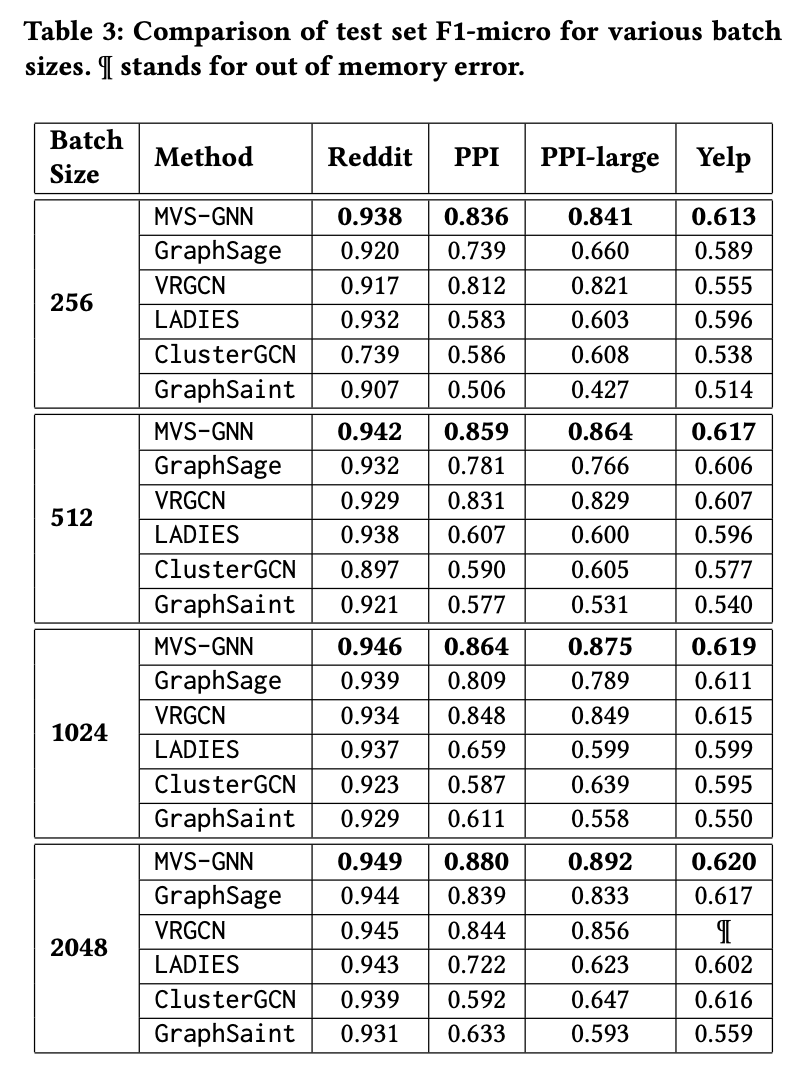 Table 3: Comparison of test set F1-micro for various batch
sizes. ¶ stands for out of memory error.
Batch Size Method Reddit PPI PPI-large Yelp
256
MVS-GNN 0.938 0.836 0.841 0.613
GraphSage 0.920 0.739 0.660 0.589
VRGCN 0.917 0.812 0.821 0.555
LADIES 0.932 0.583 0.603 0.596
ClusterGCN 0.739 0.586 0.608 0.538
GraphSaint 0.907 0.506 0.427 0.514
512
MVS-GNN 0.942 0.859 0.864 0.617
GraphSage 0.932 0.781 0.766 0.606
VRGCN 0.929 0.831 0.829 0.607
LADIES 0.938 0.607 0.600 0.596
ClusterGCN 0.897 0.590 0.605 0.577
GraphSaint 0.921 0.577 0.531 0.540
1024
MVS-GNN 0.946 0.864 0.875 0.619
GraphSage 0.939 0.809 0.789 0.611
VRGCN 0.934 0.848 0.849 0.615
LADIES 0.937 0.659 0.599 0.599
ClusterGCN 0.923 0.587 0.639 0.595
GraphSaint 0.929 0.611 0.558 0.550
2048
MVS-GNN 0.949 0.880 0.892 0.620
GraphSage 0.944 0.839 0.833 0.617
VRGCN 0.945 0.844 0.856 ¶
LADIES 0.943 0.722 0.623 0.602
ClusterGCN 0.939 0.592 0.647 0.616
GraphSaint 0.931 0.633 0.593 0.559